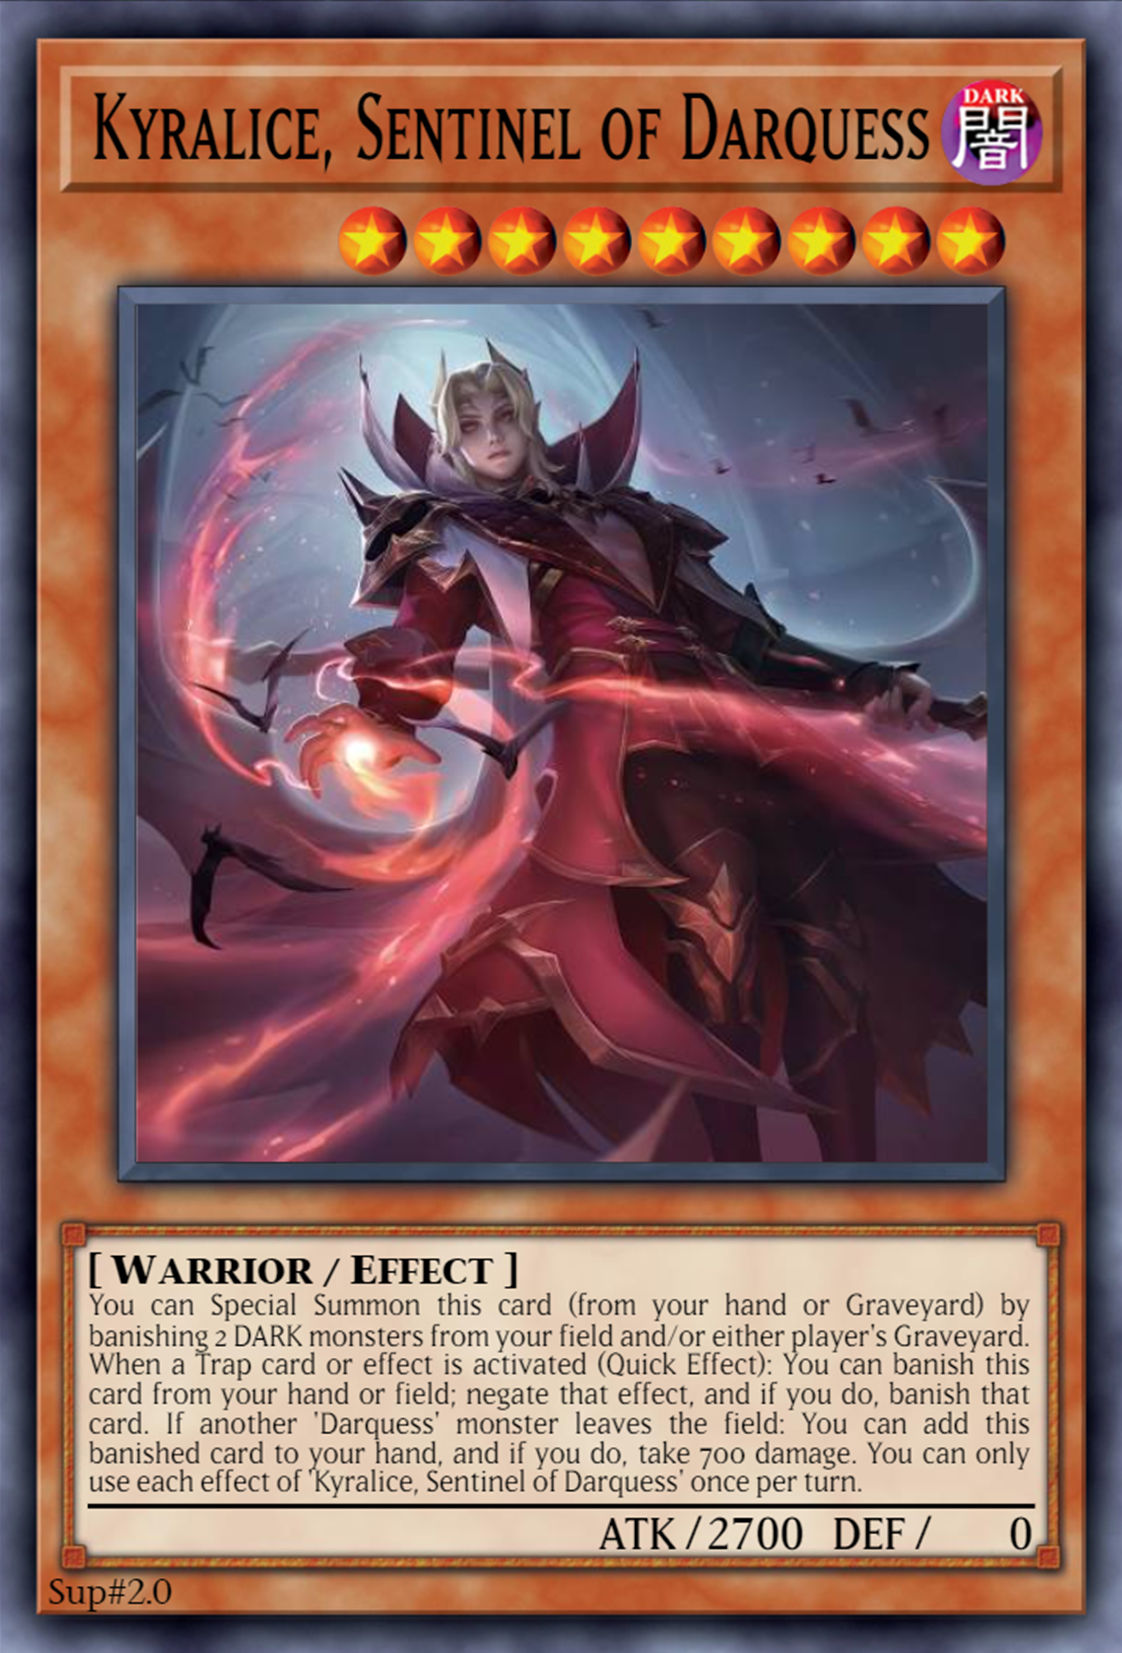 Kyralice, Sentinel of Darquess
DARK
闇
[ Warrior / Effect ]
You can Special Summon this card (from your hand or Graveyard) by
banishing 2 DARK monsters from your field and/or either player's Graveyard.
When a Trap card or effect is activated (Quick Effect): You can banish this
card from your hand or field; negate that effect, and if you do, banish that
card. If another 'Darquess' monster leaves the field: You can add this
banished card to your hand, and if you do, take 700 damage. You can only
use each effect of 'Kyralice, Sentinel of Darquess' once per turn.
ATK / 2700 DEF / 0
Sup#2.0